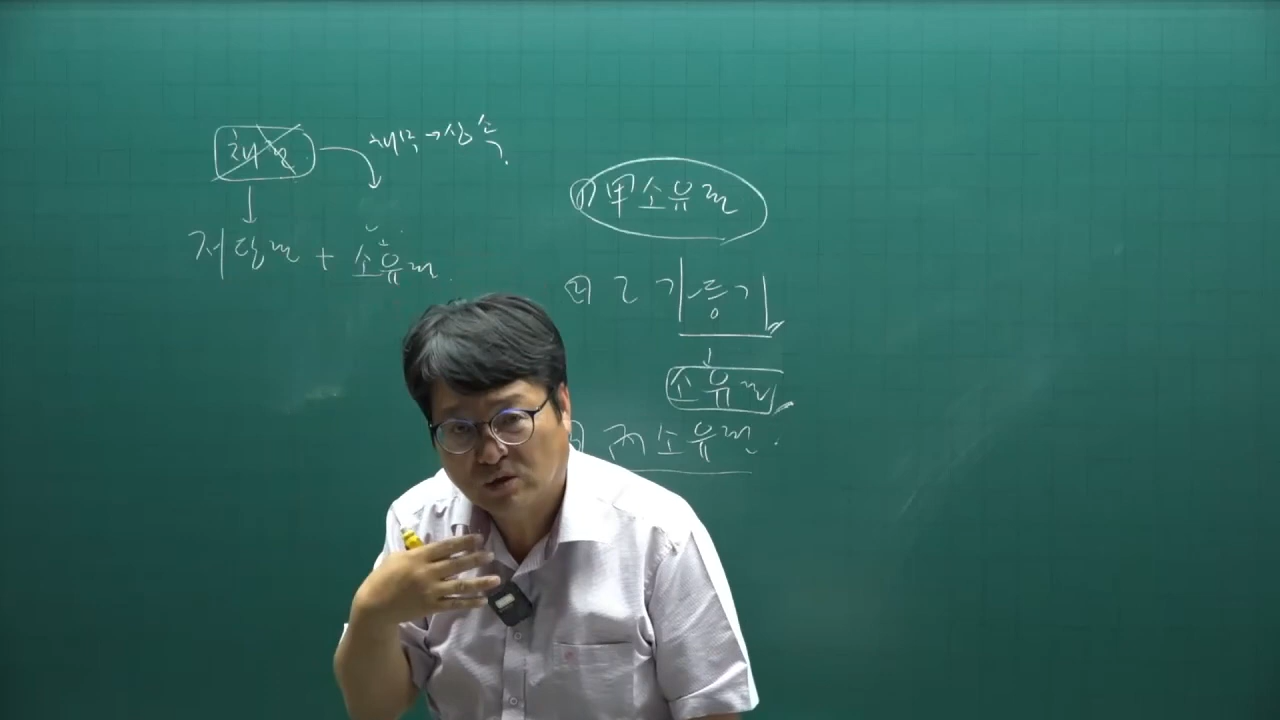 채권
채무→상속
저당권 + 소유권
① 甲소유권
② 乙 가등기
소유권
丙소유권